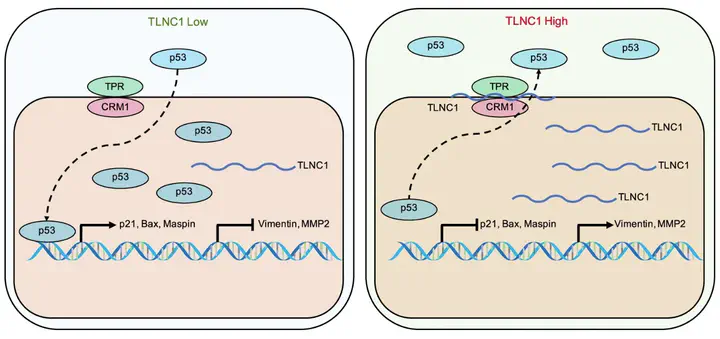 TLNC1 Low
p53
TPR
CRM1
p53
TLNC1
p53
p53
p53
p21, Bax, Maspin
Vimentin, MMP2
TLNC1 High
p53
p53
p53
TPR
TLNC1
CRM1
TLNC1
TLNC1
TLNC1
p53
p21, Bax, Maspin
Vimentin, MMP2